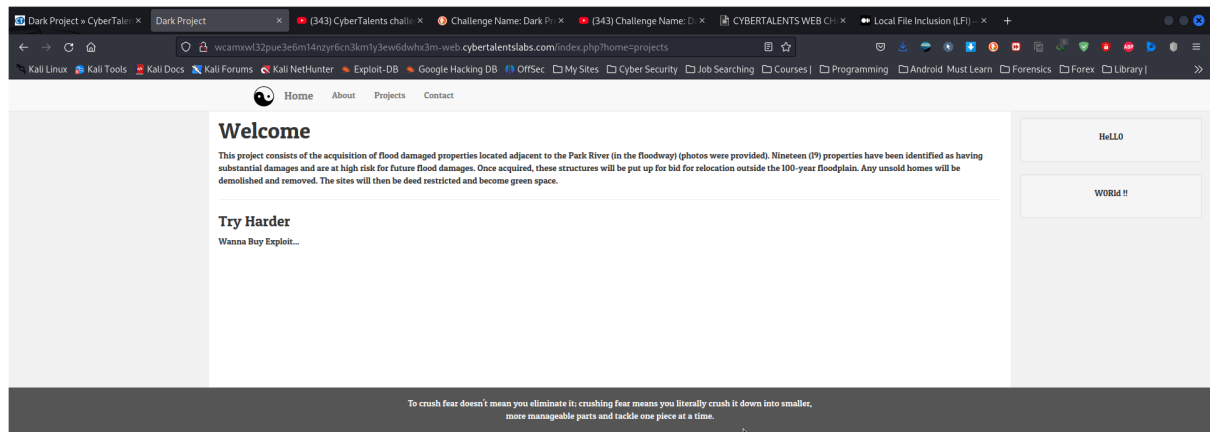 Dark Project » CyberTalen
Dark Project
(343) CyberTalents challe
Challenge Name: Dark Pro
(343) Challenge Name: D
CYBERTALENTS WEB CH
Local File Inclusion (LFI) –
wcamxwl32pue3e6m14nzyr6cn3km1y3ew6dwhx3m-web.cybertalentslabs.com/index.php?home=projects
Kali Linux Kali Tools Kali Docs Kali Forums Kali NetHunter Exploit-DB Google Hacking DB OffSec My Sites Cyber Security Job Searching Courses | Programming Android Must Learn Forensics Forex Library |
Home About Projects Contact
Welcome
This project consists of the acquisition of flood damaged properties located adjacent to the Park River (in the floodway) (photos were provided). Nineteen (19) properties have been identified as having
substantial damages and are at high risk for future flood damages. Once acquired, these structures will be put up for bid for relocation outside the 100-year floodplain. Any unsold homes will be
demolished and removed. The sites will then be deed restricted and become green space.
Try Harder
Wanna Buy Exploit...
HeLL0
W0Rld !!
To crush fear doesn't mean you eliminate it; crushing fear means you literally crush it down into smaller,
more manageable parts and tackle one piece at a time.